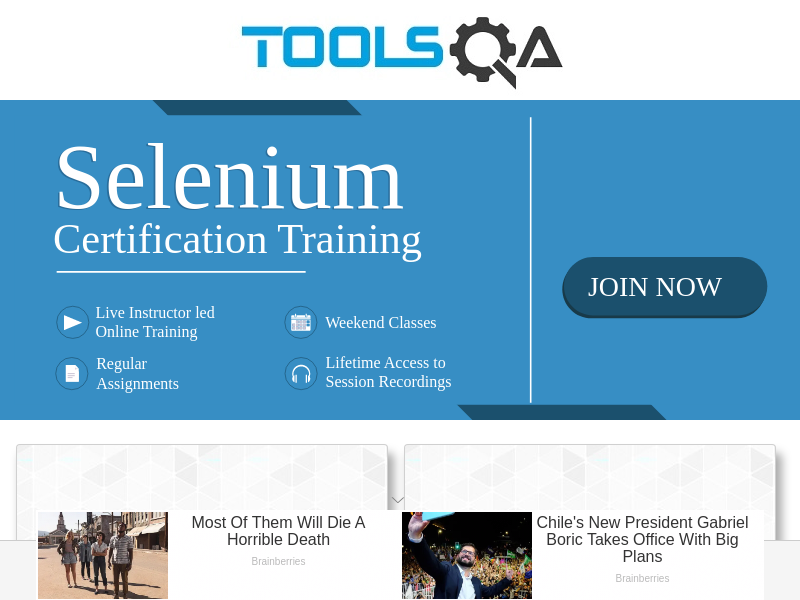 TOOLSQA
Selenium
Certification Training
Live Instructor led
Online Training
Weekend Classes
Regular
Assignments
Lifetime Access to
Session Recordings
JOIN NOW
Most Of Them Will Die A
Horrible Death
Brainberries
Chile's New President Gabriel
Boric Takes Office With Big
Plans
Brainberries